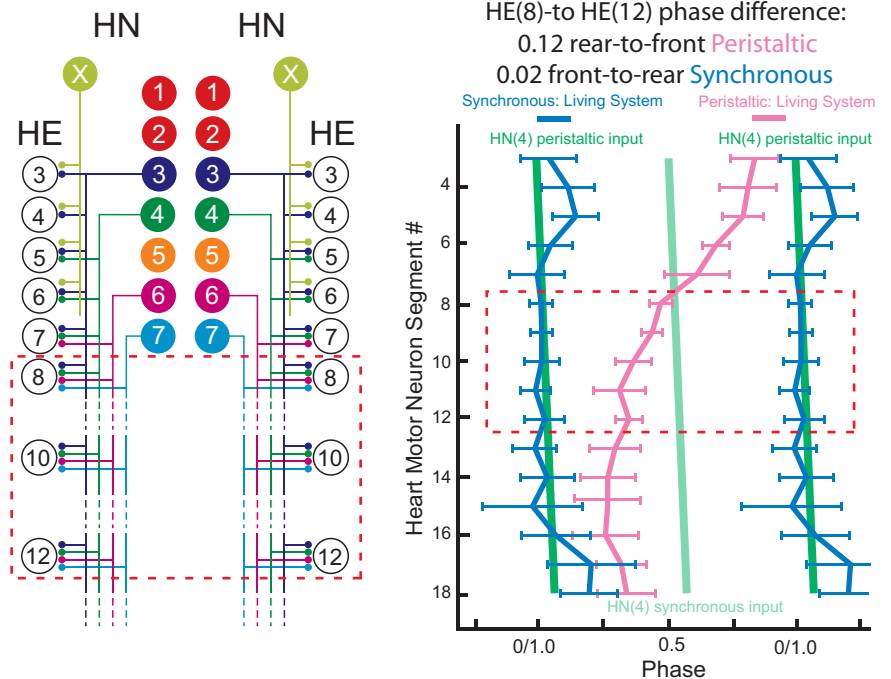 HN
HN
X
X
1
1
2
2
HE
HE
3
3
3
3
4
4
4
4
5
5
5
5
6
6
6
6
7
7
7
7
8
8
10
10
12
12
HE(8)-to HE(12) phase difference:
0.12 rear-to-front Peristaltic
0.02 front-to-rear Synchronous
Synchronous: Living System
Peristaltic: Living System
HN(4) peristaltic input
HN(4) peristaltic input
Heart Motor Neuron Segment #
4
6
8
10
12
14
16
18
HN(4) synchronous input
0/1.0
0.5
0/1.0
Phase